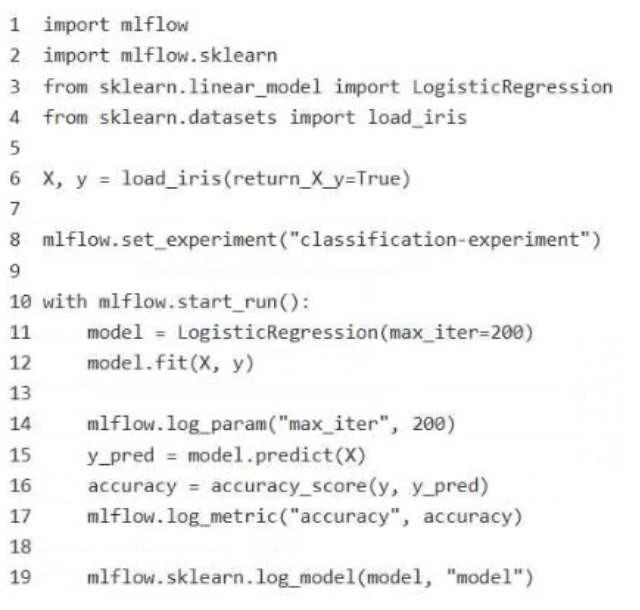 1 import mlflow
2 import mlflow.sklearn
3 from sklearn.linear_model import LogisticRegression
4 from sklearn.datasets import load_iris
5
6 X, y = load_iris(return_X_y=True)
7
8 mlflow.set_experiment("classification-experiment")
9
10 with mlflow.start_run():
11     model = LogisticRegression(max_iter=200)
12     model.fit(X, y)
13
14     mlflow.log_param("max_iter", 200)
15     y_pred = model.predict(X)
16     accuracy = accuracy_score(y, y_pred)
17     mlflow.log_metric("accuracy", accuracy)
18
19     mlflow.sklearn.log_model(model, "model")